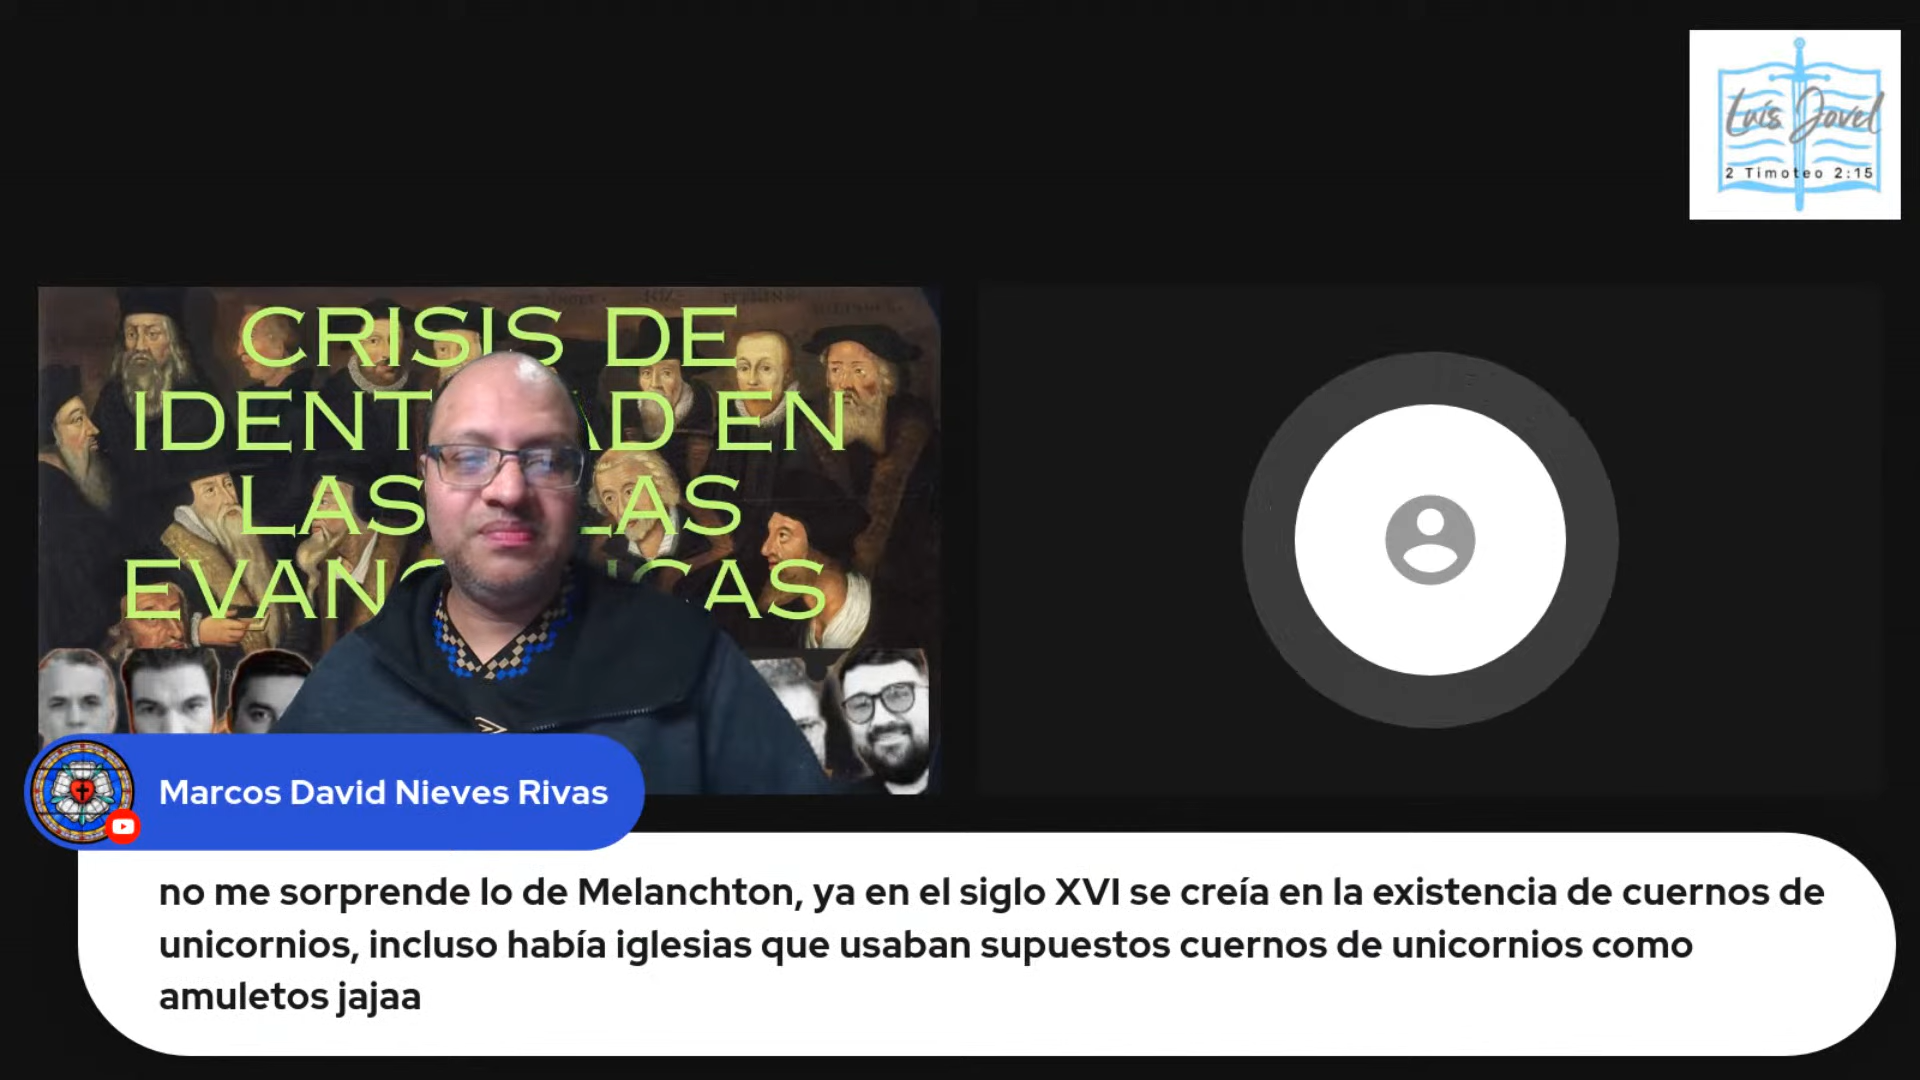 Luis Jovel
2 Timoteo 2:15
CRISIS DE
IDENT AD EN
LAS LAS
EVANG ICAS
Marcos David Nieves Rivas
no me sorprende lo de Melanchton, ya en el siglo XVI se creía en la existencia de cuernos de
unicornios, incluso había iglesias que usaban supuestos cuernos de unicornios como
amuletos jajaa